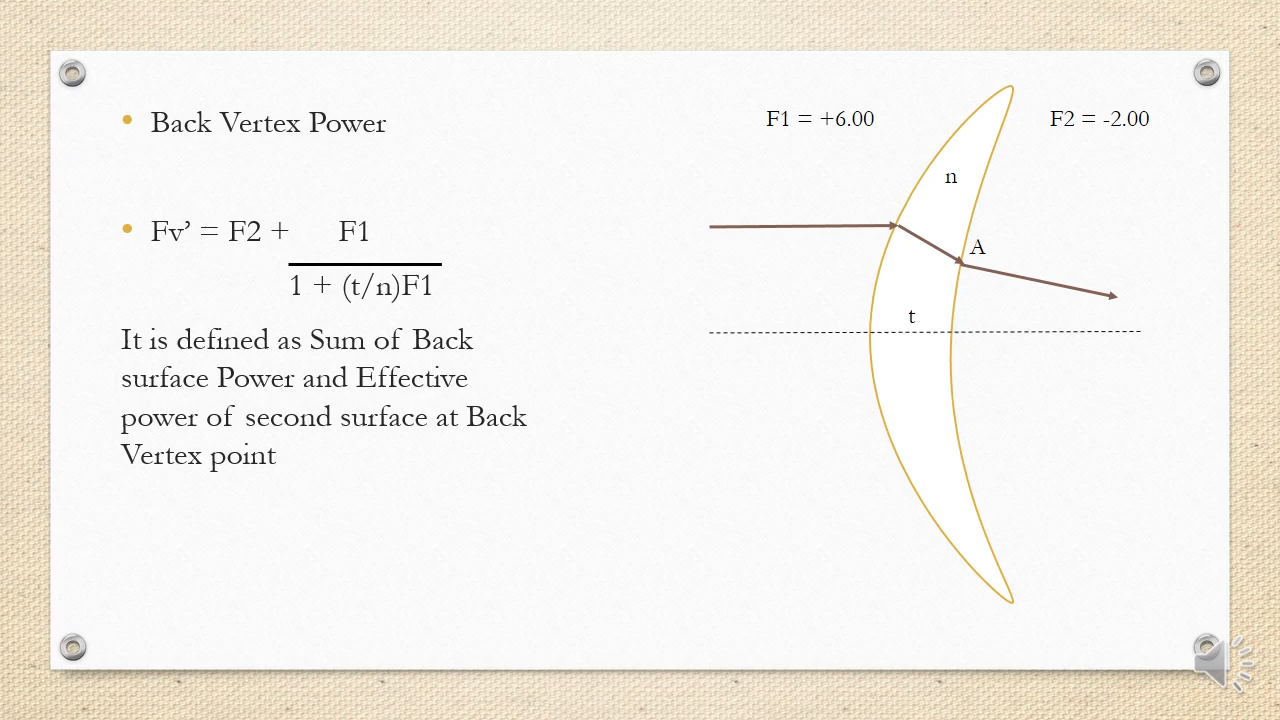 Back Vertex Power
Fv’ = F2 + F1
1 + (t/n)F1
It is defined as Sum of Back
surface Power and Effective
power of second surface at Back
Vertex point
F1 = +6.00
F2 = -2.00
n
A
t